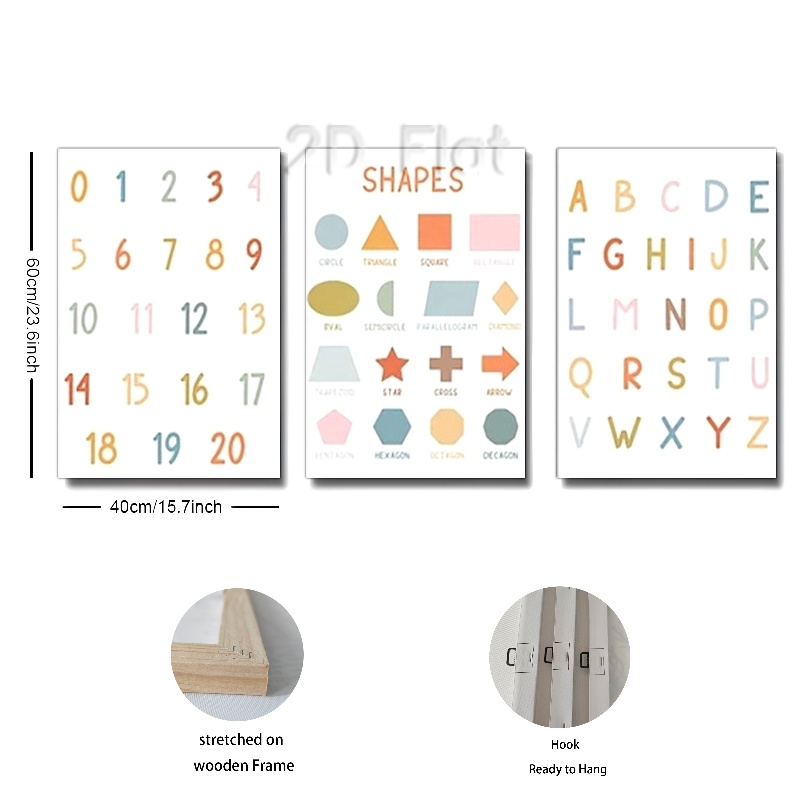 2D Flat
0 1 2 3 4
5 6 7 8 9
10 11 12 13
14 15 16 17
18 19 20
SHAPES
CIRCLE TRIANGLE SQUARE RECTANGLE
OVAL SEMICIRCLE PARALLELOGRAM DIAMOND
TRAPEZOID STAR CROSS ARROW
PENTAGON HEXAGON OCTAGON DECAGON
A B C D E
F G H I J K
L M N O P
Q R S T U
V W X Y Z
60cm/23.6inch
40cm/15.7inch
stretched on
wooden Frame
Hook
Ready to Hang